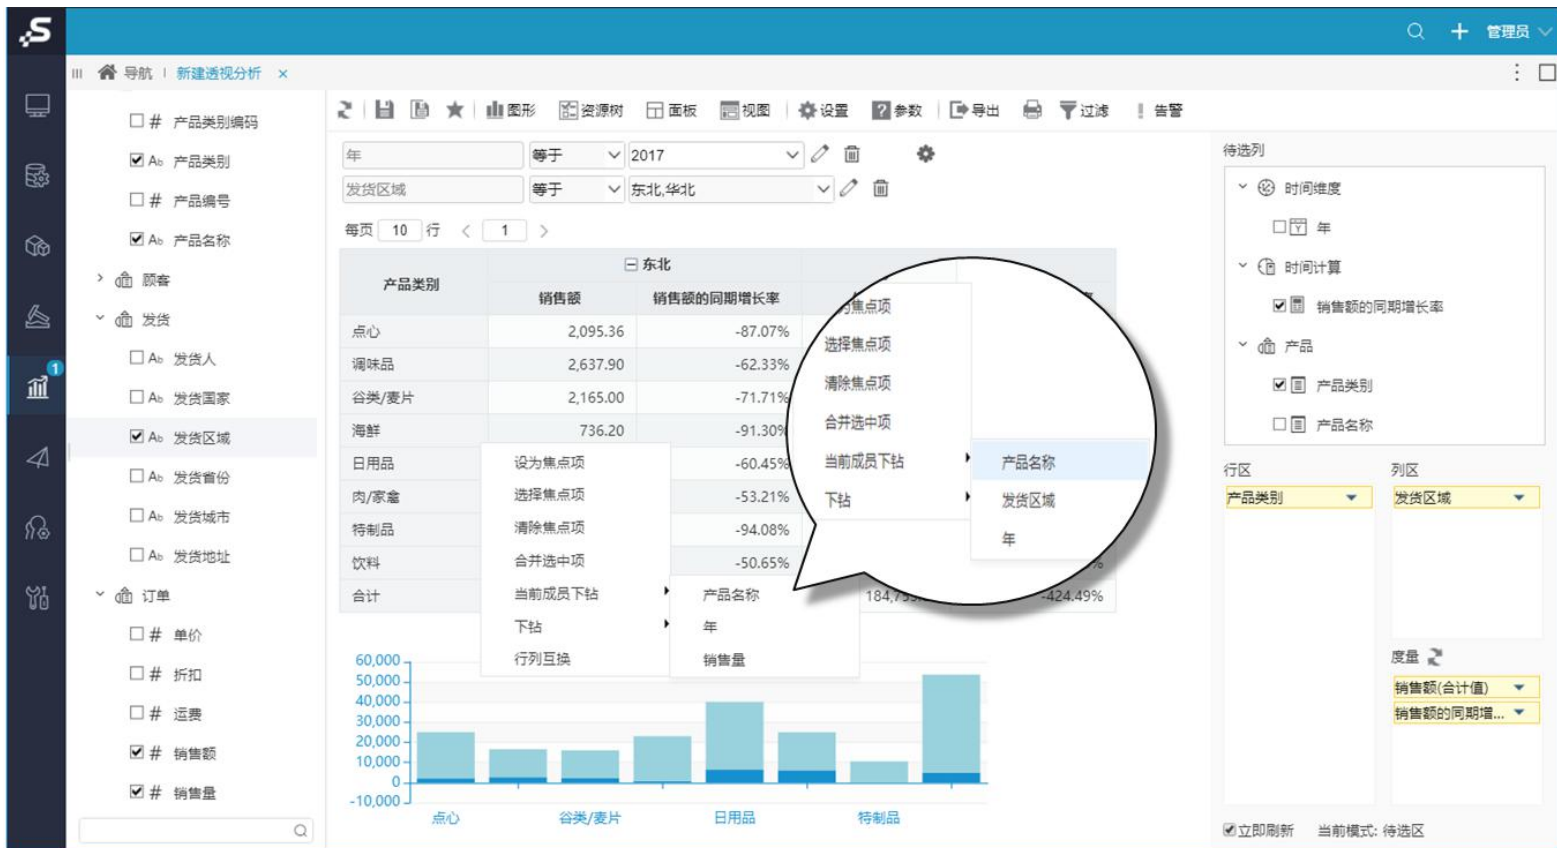 S
管理员
导航 | 新建透视分析 ×
# 产品类别编码
Ab 产品类别
# 产品编号
Ab 产品名称
顾客
发货
Ab 发货人
Ab 发货国家
Ab 发货区域
Ab 发货省份
Ab 发货城市
Ab 发货地址
订单
# 单价
# 折扣
# 运费
# 销售额
# 销售量
1
图形 资源树 面板 视图 设置 参数 导出 过滤 告警
年 等于 2017
发货区域 等于 东北,华北
每页 10 行 < 1 >
产品类别 东北
销售额 销售额的同期增长率
点心 2,095.36 -87.07%
调味品 2,637.90 -62.33%
谷类/麦片 2,165.00 -71.71%
海鲜 736.20 -91.30%
日用品 -60.45%
肉/家禽 -53.21%
特制品 -94.08%
饮料 -50.65%
合计 -424.49%
设为焦点项
选择焦点项
清除焦点项
合并选中项
当前成员下钻
下钻
行列互换
产品名称
年
销售量
焦点项
选择焦点项
清除焦点项
合并选中项
当前成员下钻
下钻
产品名称
发货区域
年
60,000
50,000
40,000
30,000
20,000
10,000
0
-10,000
点心 谷类/麦片 日用品 特制品
待选列
时间维度
年
时间计算
销售额的同期增长率
产品
产品类别
产品名称
行区
产品类别
列区
发货区域
度量
销售额(合计值)
销售额的同期增...
立即刷新 当前模式: 待选区